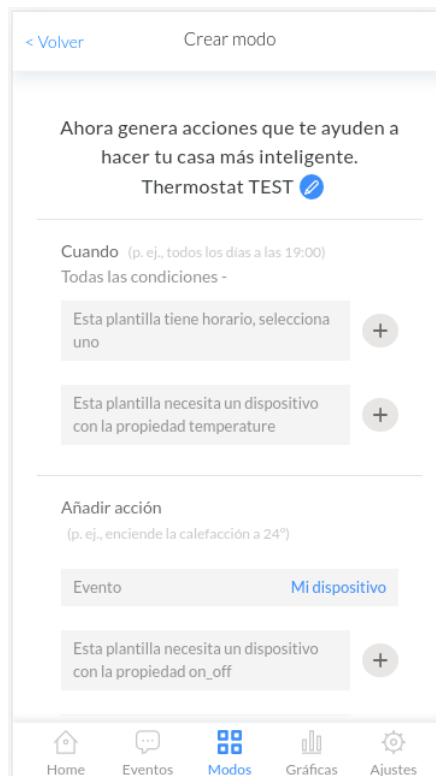 < Volver
Crear modo
Ahora genera acciones que te ayuden a
hacer tu casa más inteligente.
Thermostat TEST
Cuando (p. ej., todos los días a las 19:00)
Todas las condiciones -
Esta plantilla tiene horario, selecciona
uno
+
Esta plantilla necesita un dispositivo
con la propiedad temperature
+
Añadir acción
(p. ej., enciende la calefacción a 24º)
Evento
Mi dispositivo
Esta plantilla necesita un dispositivo
con la propiedad on_off
+
Home
Eventos
Modos
Gráficas
Ajustes